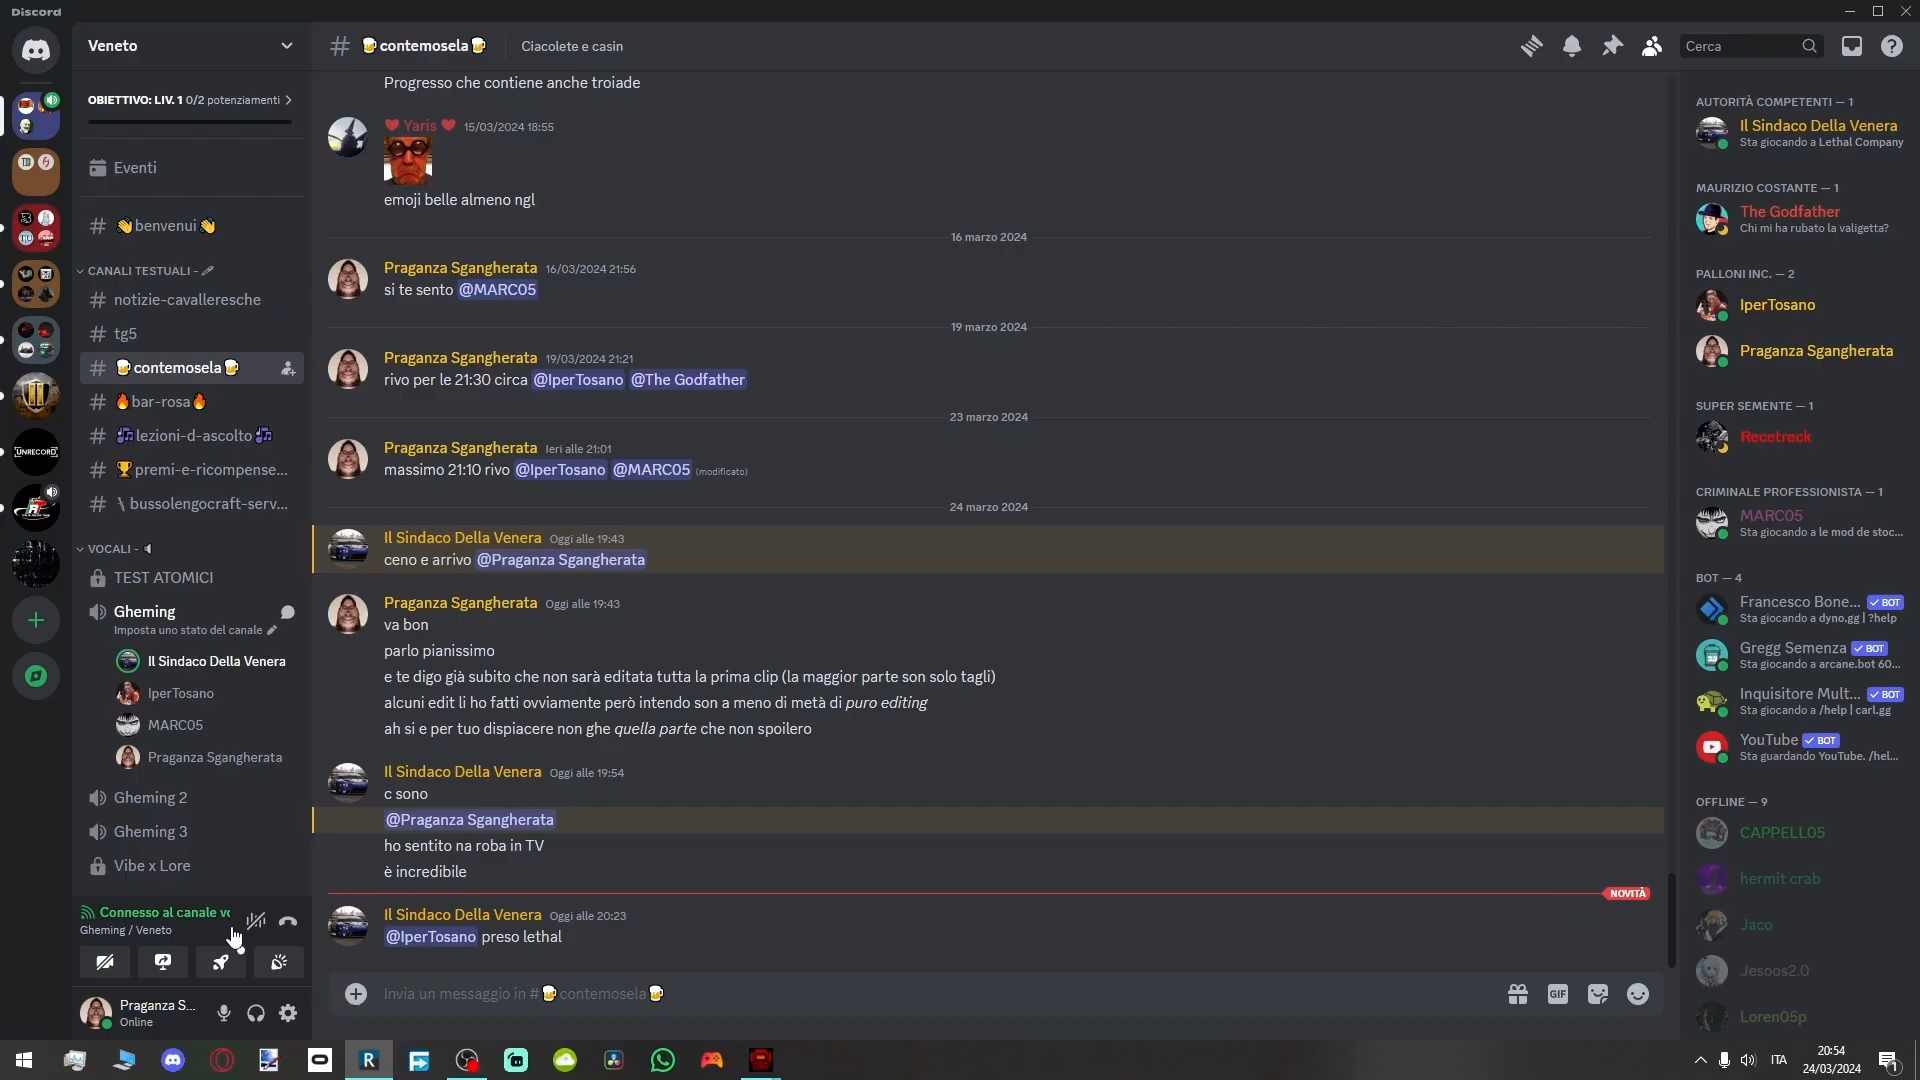 Discord
Veneto
OBIETTIVO: LIV. 1 0/2 potenziamenti
Eventi
benvenui
CANALI TESTUALI -
notizie-cavalleresche
tg5
contemosela
bar-rosa
lezioni-d-ascolto
premi-e-ricompense...
bussolengocraft-serv...
VOCALI -
TEST ATOMICI
Gheming
Imposta uno stato del canale
Il Sindaco Della Venera
IperTosano
MARC05
Praganza Sgangherata
Gheming 2
Gheming 3
Vibe x Lore
Connesso al canale vo
Gheming / Veneto
Praganza S...
Online
UNRECORD
# contemosela
Ciacolete e casin
Cerca
Progresso che contiene anche troiade
Yaris 15/03/2024 18:55
emoji belle almeno ngl
16 marzo 2024
Praganza Sgangherata 16/03/2024 21:56
si te sento @MARC05
19 marzo 2024
Praganza Sgangherata 19/03/2024 21:21
rivo per le 21:30 circa @IperTosano @The Godfather
23 marzo 2024
Praganza Sgangherata Ieri alle 21:01
massimo 21:10 rivo @IperTosano @MARC05 (modificato)
24 marzo 2024
Il Sindaco Della Venera Oggi alle 19:43
ceno e arrivo @Praganza Sgangherata
Praganza Sgangherata Oggi alle 19:43
va bon
parlo pianissimo
e te digo già subito che non sarà editata tutta la prima clip (la maggior parte son solo tagli)
alcuni edit li ho fatti ovviamente però intendo son a meno di metà di puro editing
ah si e per tuo dispiacere non ghe quella parte che non spoilero
Il Sindaco Della Venera Oggi alle 19:54
c sono
@Praganza Sgangherata
ho sentito na roba in TV
è incredibile
NOVITÀ
Il Sindaco Della Venera Oggi alle 20:23
@IperTosano preso lethal
Invia un messaggio in # contemosela
GIF
AUTORITÀ COMPETENTI — 1
Il Sindaco Della Venera
Sta giocando a Lethal Company
MAURIZIO COSTANTE — 1
The Godfather
Chi mi ha rubato la valigetta?
PALLONI INC. — 2
IperTosano
Praganza Sgangherata
SUPER SEMENTE — 1
Recetreck
CRIMINALE PROFESSIONISTA — 1
MARC05
Sta giocando a le mod de stoc...
BOT — 4
Francesco Bone... BOT
Sta giocando a dyno.gg | ?help
Gregg Semenza BOT
Sta giocando a arcane.bot 60...
Inquisitore Mult... BOT
Sta giocando a /help | carl.gg
YouTube BOT
Sta guardando YouTube. /hel...
OFFLINE — 9
CAPPELL05
hermit crab
Jaco
Jesoos2.0
Loren05p
ITA
20:54
24/03/2024
1